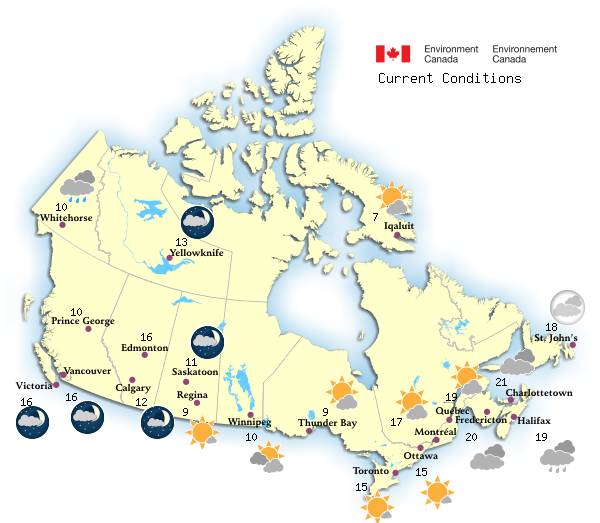 Environment Environnement
Canada Canada
Current Conditions
10
Whitehorse
7
Iqaluit
13
Yellowknife
10
Prince George
18
St. John's
16
Edmonton
11
Saskatoon
Vancouver
Victoria
Calgary
Regina
16
16
12
9
Winnipeg
10
9
Thunder Bay
21
Charlottetown
19
Québec
Fredericton
Halifax
17
Montréal
20
19
Ottawa
Toronto
15
15